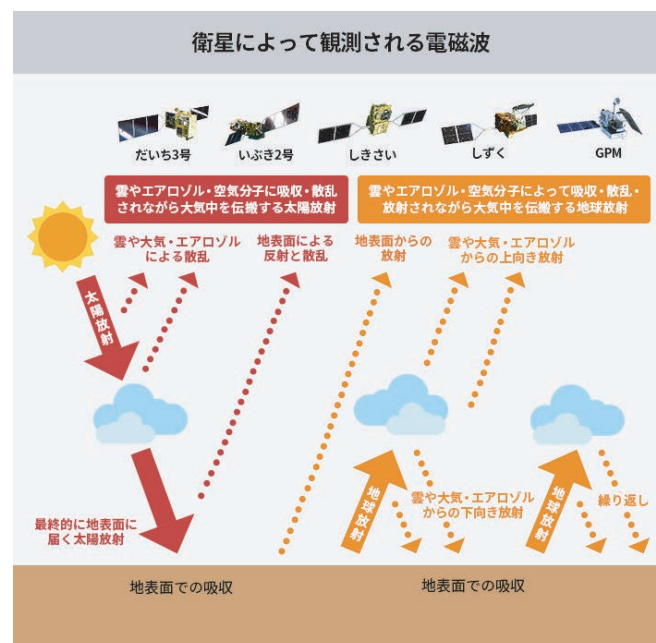 衛星によって観測される電磁波
だいち3号
いぶき2号
しきさい
しずく
GPM
雲やエアロゾル・空気分子に吸収・散乱
されながら大気中を伝搬する太陽放射
雲やエアロゾル・空気分子によって吸収・散乱・
放射されながら大気中を伝搬する地球放射
雲や大気・エアロゾル
による散乱
地表面による
反射と散乱
地表面からの
放射
雲や大気・エアロゾル
からの上向き放射
太陽放射
最終的に地表面に
届く太陽放射
地球放射
雲や大気・エアロゾル
からの下向き放射
地球放射
繰り返し
地表面での吸収
地表面での吸収